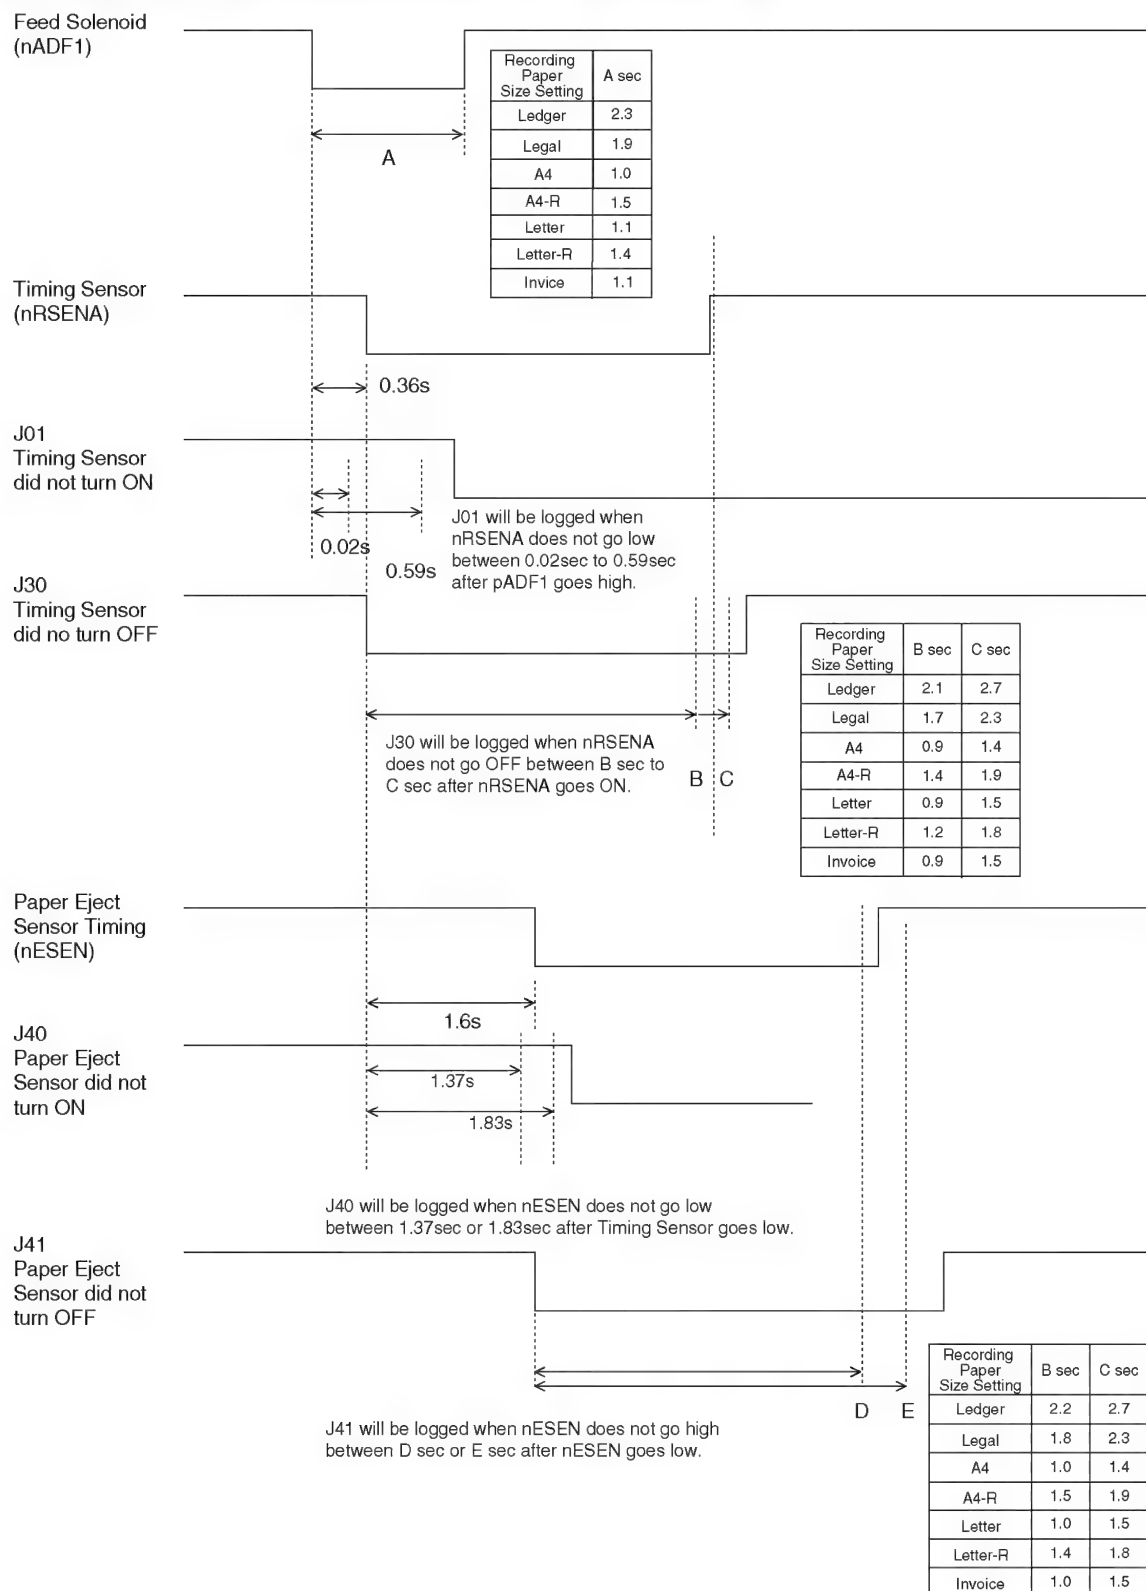 Feed Solenoid
(nADF1)
A
Recording
Paper
Size Setting
A sec
Ledger 2.3
Legal 1.9
A4 1.0
A4-R 1.5
Letter 1.1
Letter-R 1.4
Invice 1.1
Timing Sensor
(nRSENA)
0.36s
J01
Timing Sensor
did not turn ON
0.02s
0.59s
J01 will be logged when
nRSENA does not go low
between 0.02sec to 0.59sec
after pADF1 goes high.
J30
Timing Sensor
did no turn OFF
J30 will be logged when nRSENA
does not go OFF between B sec to
C sec after nRSENA goes ON.
B C
Recording
Paper
Size Setting
B sec C sec
Ledger 2.1 2.7
Legal 1.7 2.3
A4 0.9 1.4
A4-R 1.4 1.9
Letter 0.9 1.5
Letter-R 1.2 1.8
Invoice 0.9 1.5
Paper Eject
Sensor Timing
(nESEN)
1.6s
J40
Paper Eject
Sensor did not
turn ON
1.37s
1.83s
J40 will be logged when nESEN does not go low
between 1.37sec or 1.83sec after Timing Sensor goes low.
J41
Paper Eject
Sensor did not
turn OFF
D E
J41 will be logged when nESEN does not go high
between D sec or E sec after nESEN goes low.
Recording
Paper
Size Setting
B sec C sec
Ledger 2.2 2.7
Legal 1.8 2.3
A4 1.0 1.4
A4-R 1.5 1.9
Letter 1.0 1.5
Letter-R 1.4 1.8
Invoice 1.0 1.5